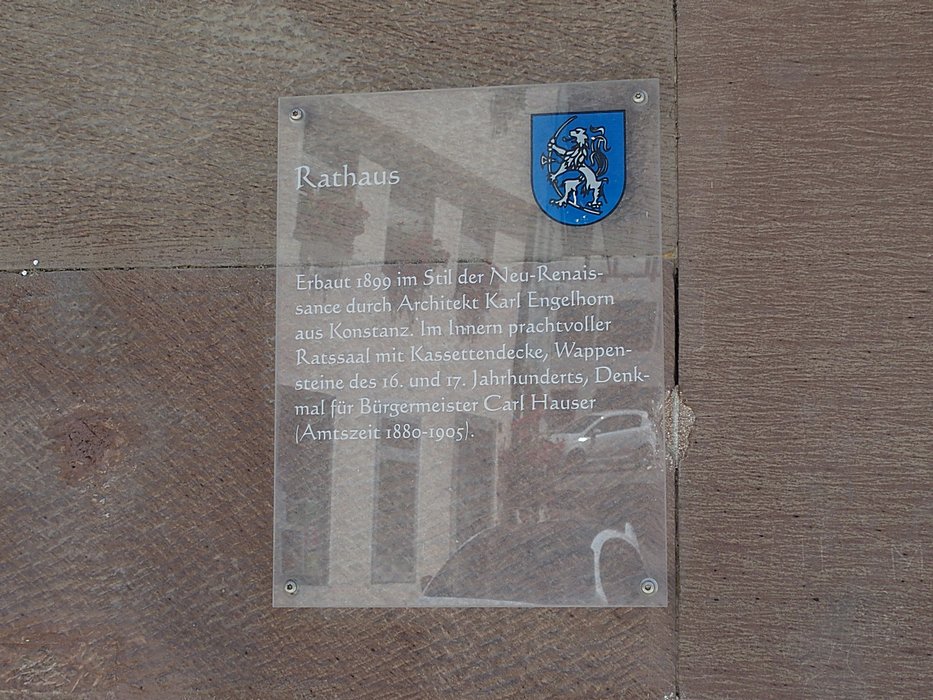 Rathaus
Erbaut 1899 im Stil der Neu-Renais-
sance durch Architekt Karl Engelhorn
aus Konstanz. Im Innern prachtvoller
Ratssaal mit Kassettendecke, Wappen-
steine des 16. und 17. Jahrhunderts, Denk-
mal für Bürgermeister Carl Hauser
(Amtszeit 1880-1905).